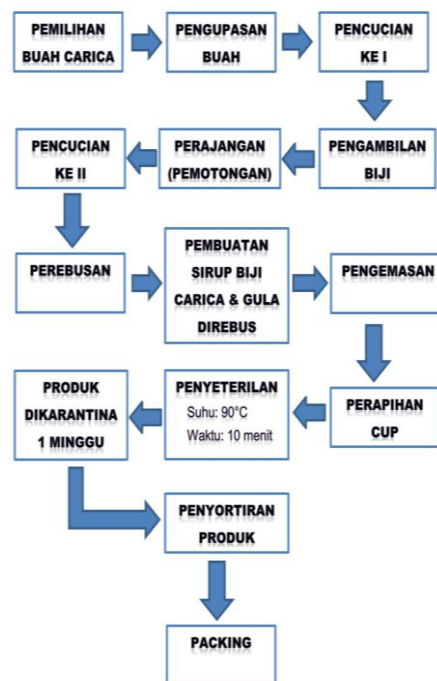 PEMILIHAN
BUAH CARICA
PENGUPASAN
BUAH
PENCUCIAN
KE I
PENGAMBILAN
BIJI
PERAJANGAN
(PEMOTONGAN)
PENCUCIAN
KE II
PEREBUSAN
PEMBUATAN
SIRUP BIJI
CARICA & GULA
DIREBUS
PENGEMASAN
PERAPIHAN
CUP
PENYETERILAN
Suhu: 90°C
Waktu: 10 menit
PRODUK
DIKARANTINA
1 MINGGU
PENYORTIRAN
PRODUK
PACKING